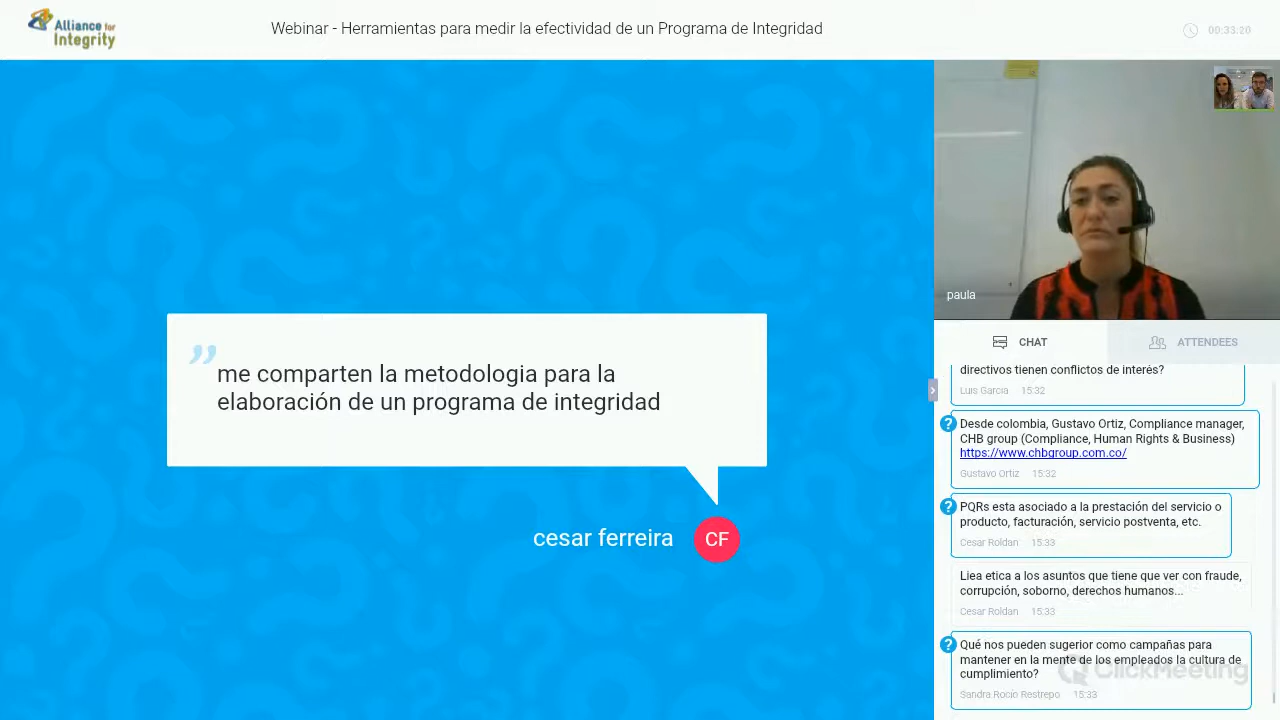 Alliance for
Integrity
Webinar - Herramientas para medir la efectividad de un Programa de Integridad
00:33:20
me comparten la metodologia para la
elaboración de un programa de integridad
cesar ferreira
CF
paula
CHAT
ATTENDEES
directivos tienen conflictos de interés?
Luis Garcia 15:32
Desde colombia, Gustavo Ortiz, Compliance manager,
CHB group (Compliance, Human Rights & Business)
https://www.chbgroup.com.co/
Gustavo Ortiz 15:32
PQRs esta asociado a la prestación del servicio o
producto, facturación, servicio postventa, etc.
Cesar Roldan 15:33
Liea etica a los asuntos que tiene que ver con fraude,
corrupción, soborno, derechos humanos...
Cesar Roldan 15:33
Qué nos pueden sugerior como campañas para
mantener en la mente de los empleados la cultura de
cumplimiento?
Sandra Rocío Restrepo 15:33
ClickMeeting